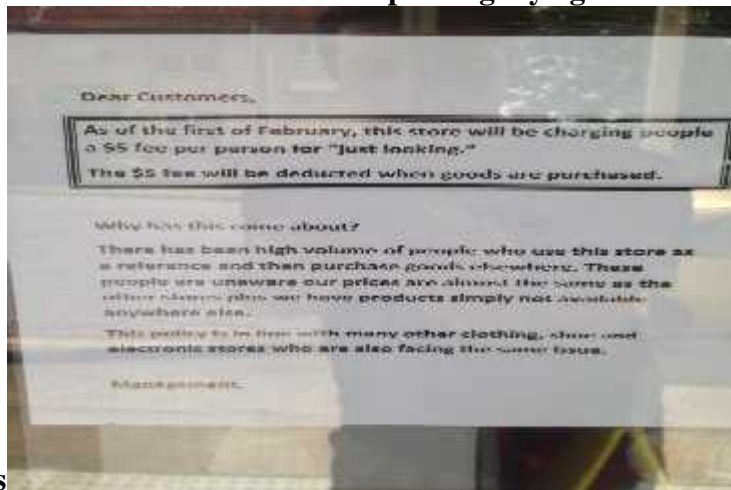 Dear Customers,
As of the first of February, this store will be charging people
a $5 fee per person for "just looking."
The $5 fee will be deducted when goods are purchased.
Why has this come about?
There has been high volume of people who use this store as
a reference and then purchase goods elsewhere. These
people are unaware our prices are almost the same as the
other stores plus we have products simply not available
anywhere else.
This policy is in line with many other clothing, shoe and
electronic stores who are also facing the same issue.
Management.
s